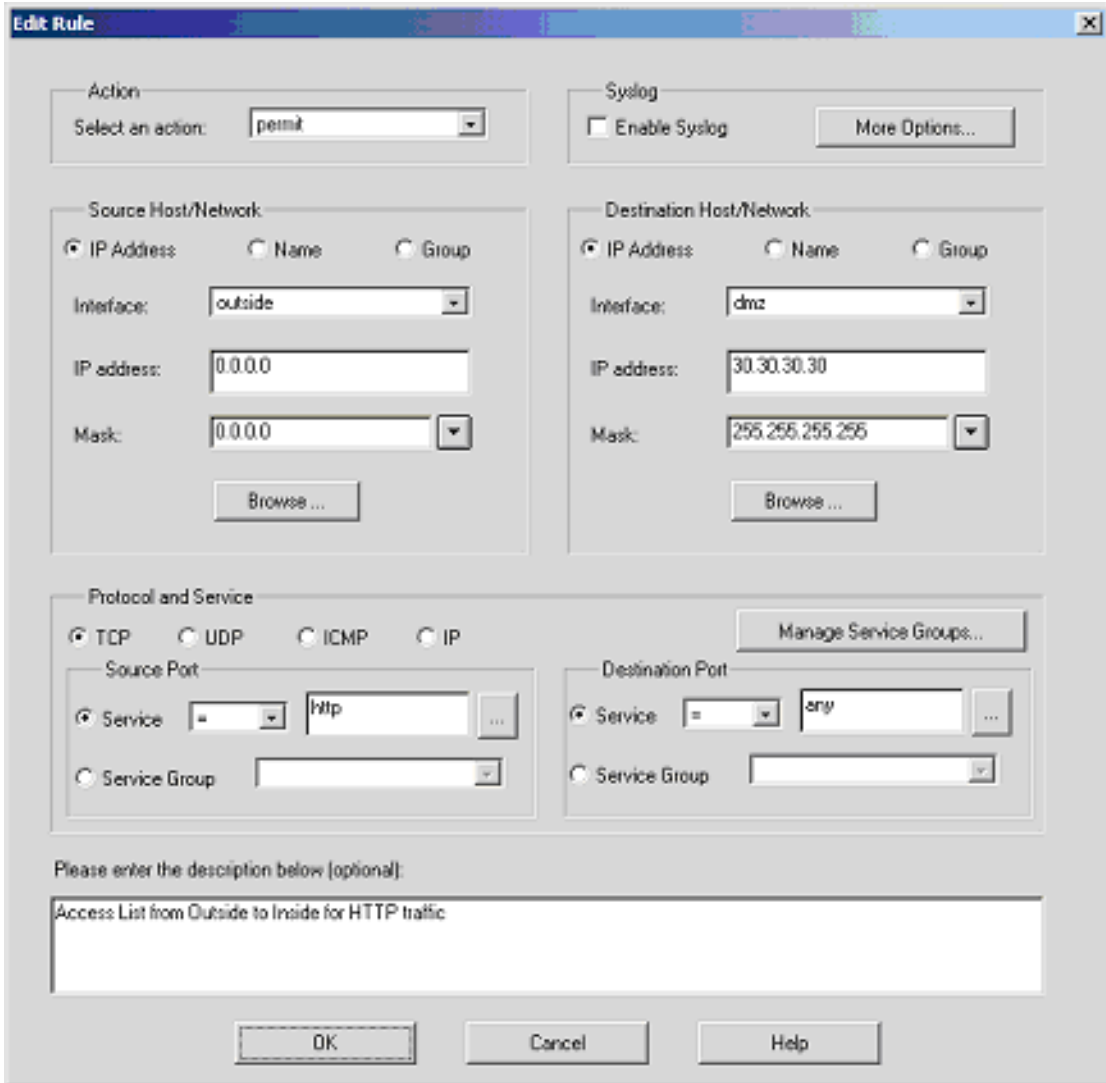 Edit Rule
Action
Select an action: permit
Syslog
Enable Syslog More Options...
Source Host/Network
IP Address Name Group
Interface: outside
IP address: 0.0.0.0
Mask: 0.0.0.0
Browse ...
Destination Host/Network
IP Address Name Group
Interface: dmz
IP address: 30.30.30.30
Mask: 255.255.255.255
Browse ...
Protocol and Service
TCP UDP ICMP IP Manage Service Groups...
Source Port
Service = http ...
Service Group
Destination Port
Service = any ...
Service Group
Please enter the description below (optional):
Access List from Outside to Inside for HTTP traffic
OK Cancel Help